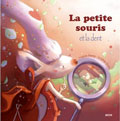 La petite
souris
et la dent